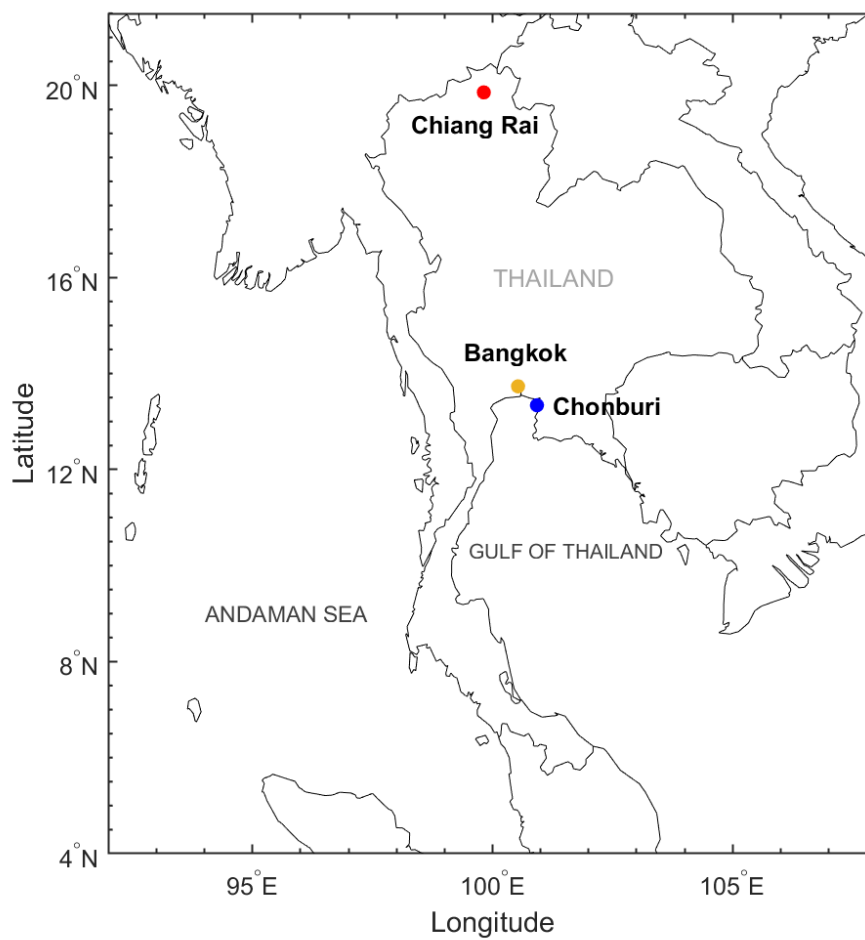 20°N
Chiang Rai
16°N
THAILAND
Bangkok
Chonburi
Latitude
12°N
GULF OF THAILAND
ANDAMAN SEA
8°N
4°N
95°E
100°E
105°E
Longitude